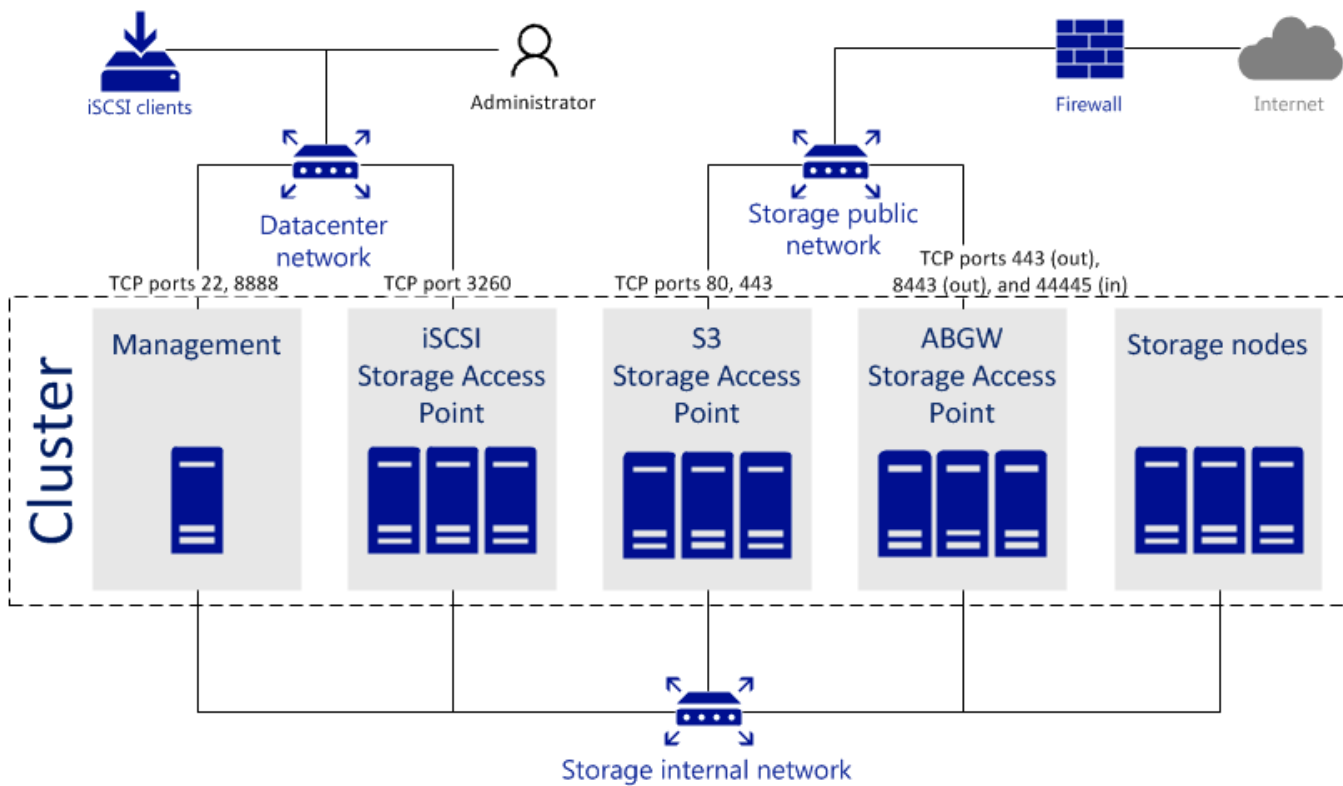 iSCSI clients
Administrator
Firewall
Internet
Datacenter
network
Storage public
network
TCP ports 22, 8888
TCP port 3260
TCP ports 80, 443
TCP ports 443 (out),
8443 (out), and 44445 (in)
Cluster
Management
iSCSI
Storage Access
Point
S3
Storage Access
Point
ABGW
Storage Access
Point
Storage nodes
Storage internal network